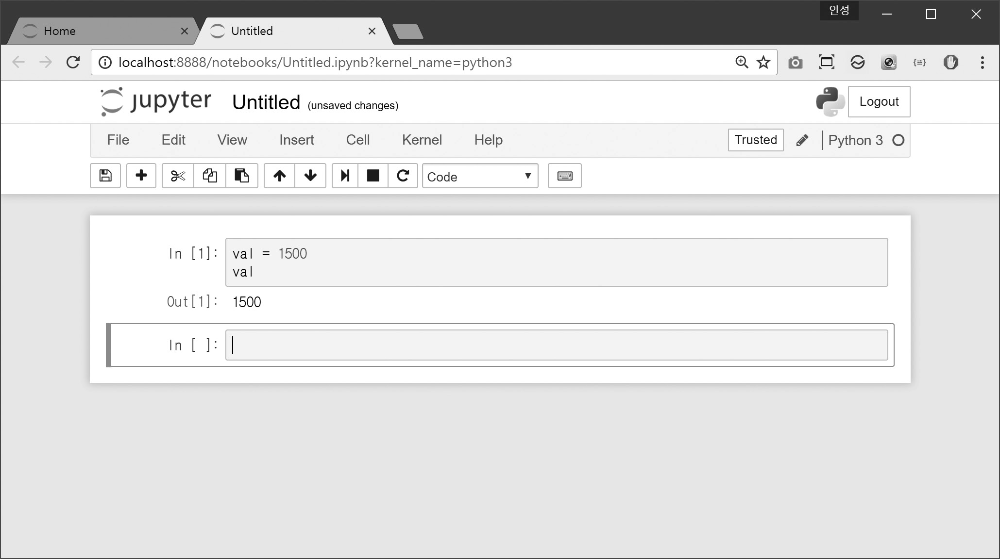 인성
Home
Untitled
localhost:8888/notebooks/Untitled.ipynb?kernel_name=python3
jupyter Untitled (unsaved changes)
Logout
File Edit View Insert Cell Kernel Help Trusted Python 3
Code
In [1]: val = 1500
val
Out[1]: 1500
In [ ]: